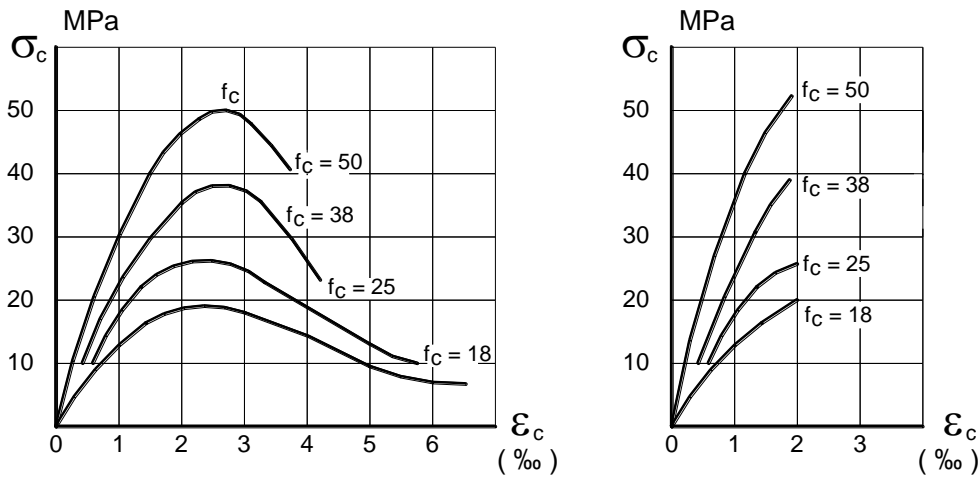 MPa
σc
50
40
30
20
10
0 1 2 3 4 5 6
εc
( ‰ )
fc
fc = 50
fc = 38
fc = 25
fc = 18
MPa
σc
50
40
30
20
10
0 1 2 3
εc
( ‰ )
fc = 50
fc = 38
fc = 25
fc = 18